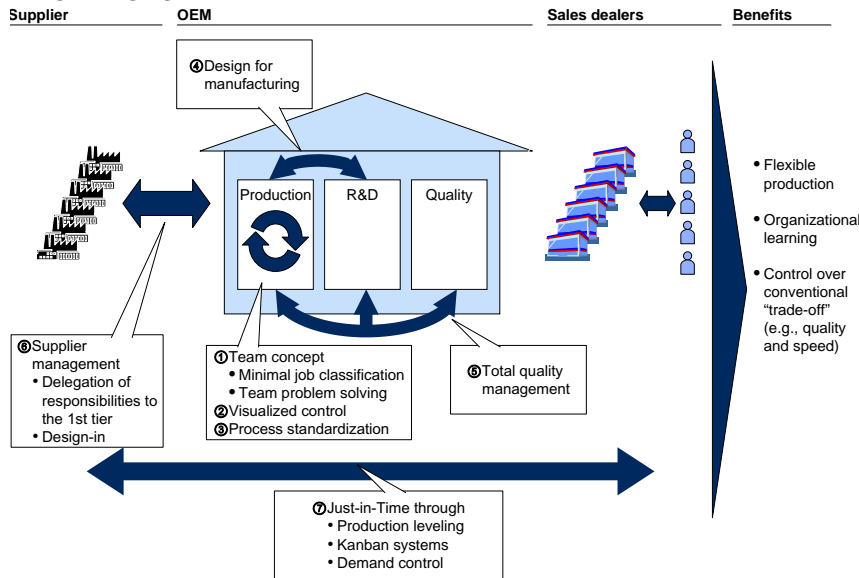 Supplier
OEM
Sales dealers
Benefits
④Design for
manufacturing
Production
R&D
Quality
• Flexible
production
• Organizational
learning
• Control over
conventional
“trade-off”
(e.g., quality
and speed)
⑥Supplier
management
• Delegation of
responsibilities to
the 1st tier
• Design-in
①Team concept
• Minimal job classification
• Team problem solving
②Visualized control
③Process standardization
⑤Total quality
management
⑦Just-in-Time through
• Production leveling
• Kanban systems
• Demand control